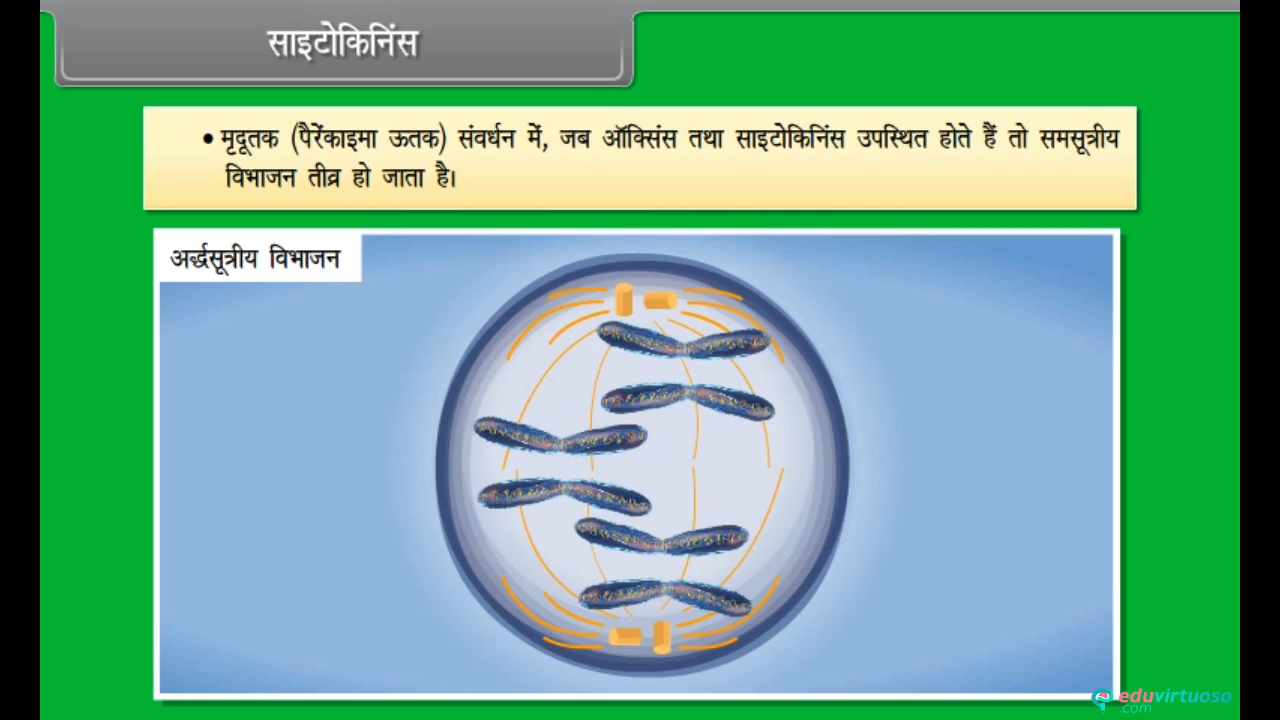 साइटोकिनिंस
• मृदूतक (पैरेंकाइमा ऊतक) संवर्धन में, जब ऑक्सिंस तथा साइटोकिनिंस उपस्थित होते हैं तो समसूत्रीय
विभाजन तीव्र हो जाता है।
अर्द्धसूत्रीय विभाजन
eduvirtuoso
.com